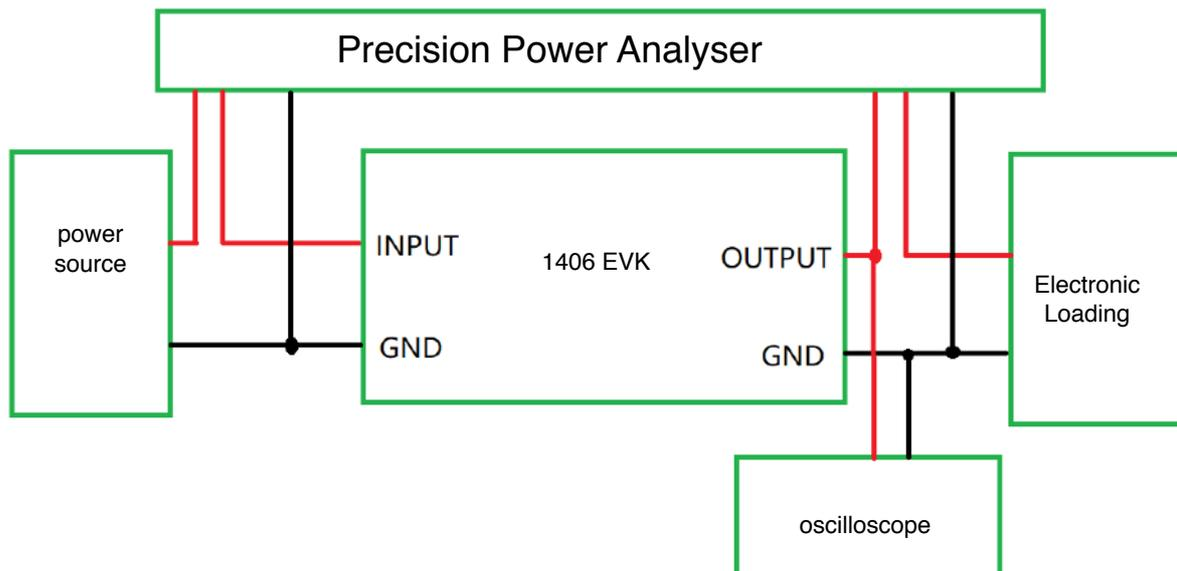 Precision Power Analyser
power
source
INPUT
GND
1406 EVK
OUTPUT
GND
Electronic
Loading
oscilloscope